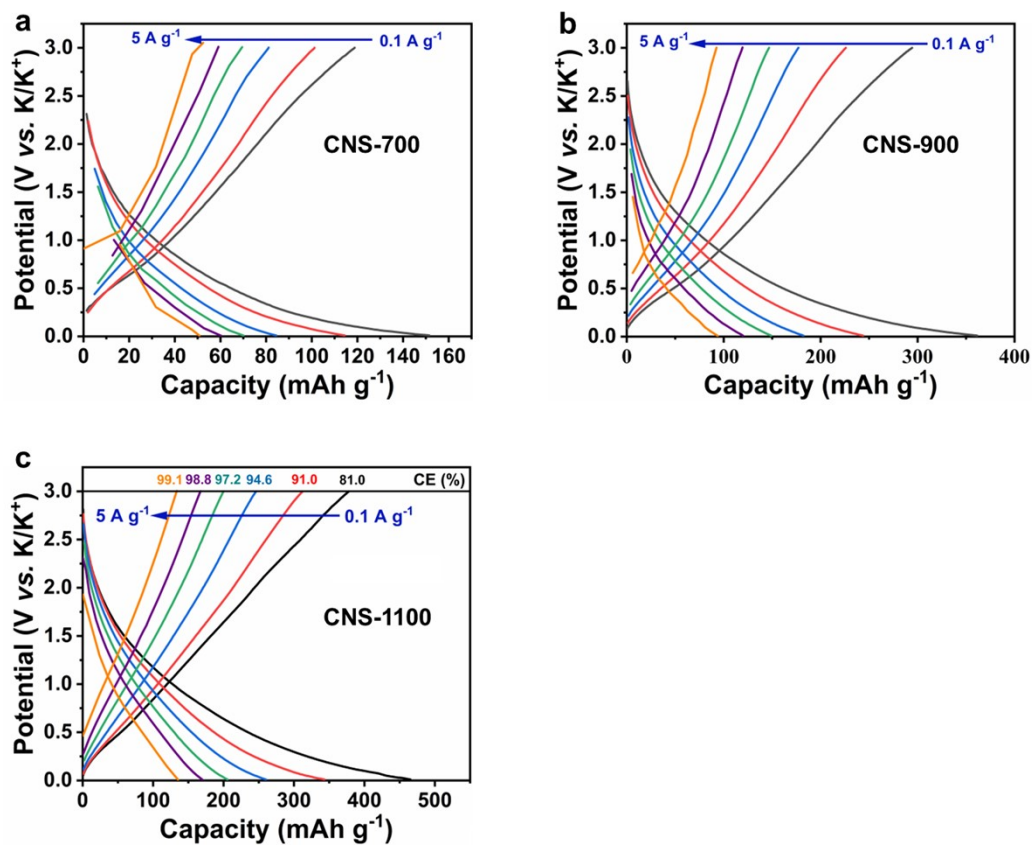 a
5 A g⁻¹ 0.1 A g⁻¹
CNS-700
Potential (V vs. K/K⁺)
3.0
2.5
2.0
1.5
1.0
0.5
0.0
0 20 40 60 80 100 120 140 160
Capacity (mAh g⁻¹)
b
5 A g⁻¹ 0.1 A g⁻¹
CNS-900
Potential (V vs. K/K⁺)
3.0
2.5
2.0
1.5
1.0
0.5
0.0
0 100 200 300 400
Capacity (mAh g⁻¹)
c
99.1 98.8 97.2 94.6 91.0 81.0 CE (%)
5 A g⁻¹ 0.1 A g⁻¹
CNS-1100
Potential (V vs. K/K⁺)
3.0
2.5
2.0
1.5
1.0
0.5
0.0
0 100 200 300 400 500
Capacity (mAh g⁻¹)